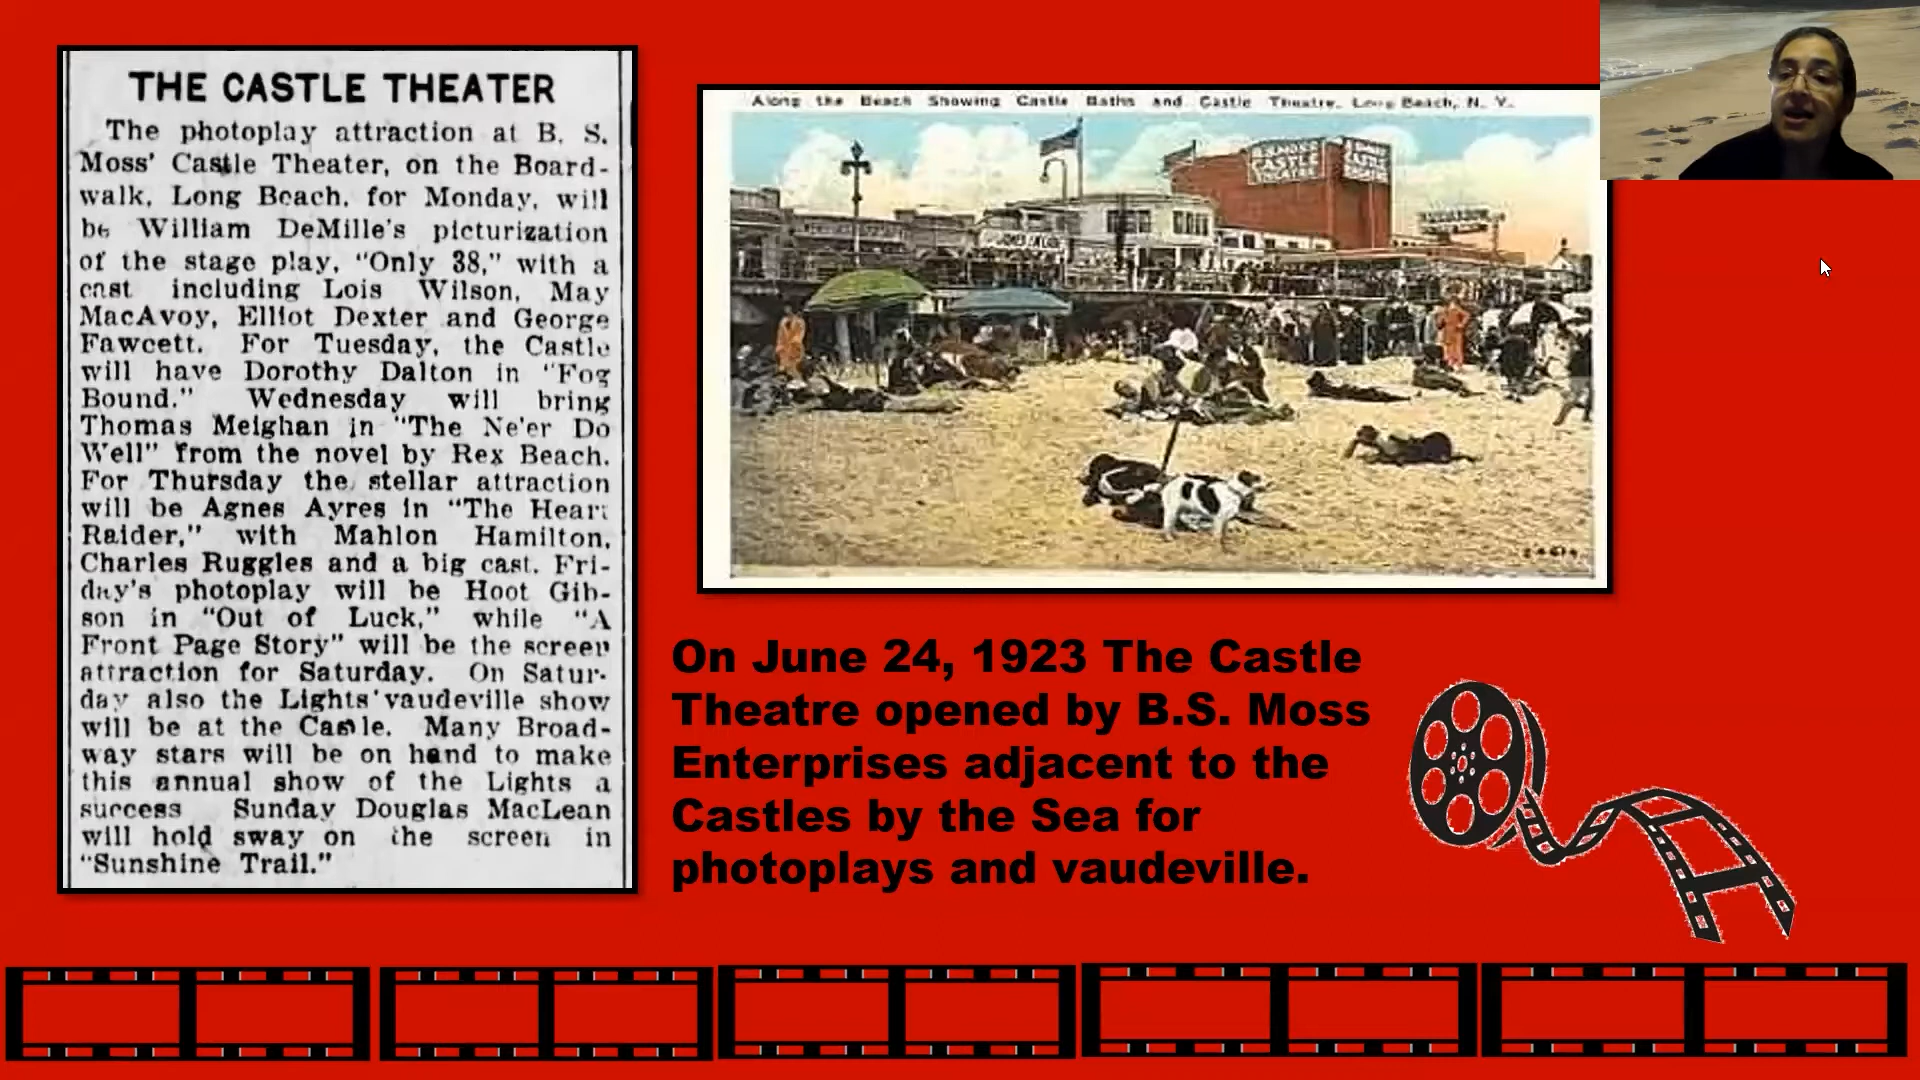 THE CASTLE THEATER
The photoplay attraction at B. S.
Moss' Castle Theater, on the Board-
walk, Long Beach, for Monday, will
be William DeMille's picturization
of the stage play, "Only 38," with a
cast including Lois Wilson, May
MacAvoy, Elliot Dexter and George
Fawcett. For Tuesday, the Castle
will have Dorothy Dalton in "Fog
Bound." Wednesday will bring
Thomas Meighan in "The Ne'er Do
Well" from the novel by Rex Beach.
For Thursday the stellar attraction
will be Agnes Ayres in "The Heart
Raider," with Mahlon Hamilton,
Charles Ruggles and a big cast. Fri-
day's photoplay will be Hoot Gib-
son in "Out of Luck," while "A
Front Page Story" will be the screen
attraction for Saturday. On Satur-
day also the Lights' vaudeville show
will be at the Castle. Many Broad-
way stars will be on hand to make
this annual show of the Lights a
success Sunday Douglas MacLean
will hold sway on the screen in
"Sunshine Trail."
Along the Beach Showing Castle Baths and Castle Theatre, Long Beach, N. Y.
B.S. MOSS
CASTLE
THEATRE
CASTLE
THEATRE
On June 24, 1923 The Castle
Theatre opened by B.S. Moss
Enterprises adjacent to the
Castles by the Sea for
photoplays and vaudeville.